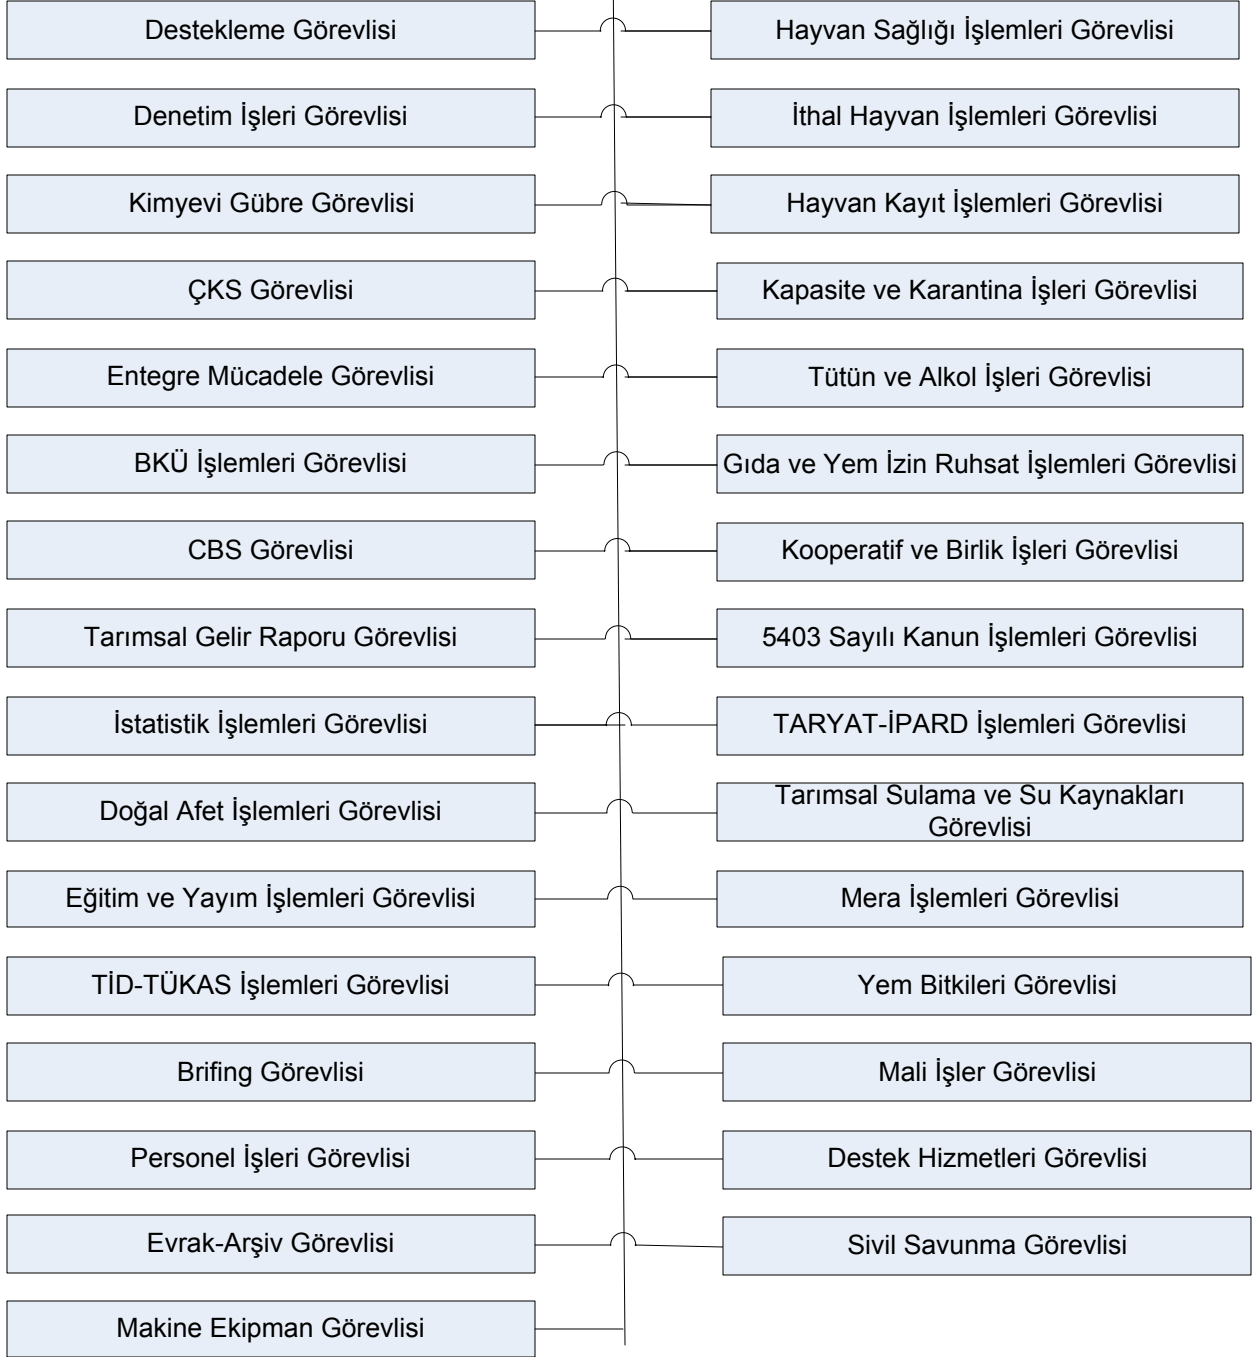 Destekleme Görevlisi
Hayvan Sağlığı İşlemleri Görevlisi
Denetim İşleri Görevlisi
İthal Hayvan İşlemleri Görevlisi
Kimyevi Gübre Görevlisi
Hayvan Kayıt İşlemleri Görevlisi
ÇKS Görevlisi
Kapasite ve Karantina İşleri Görevlisi
Entegre Mücadele Görevlisi
Tütün ve Alkol İşleri Görevlisi
BKÜ İşlemleri Görevlisi
Gıda ve Yem İzin Ruhsat İşlemleri Görevlisi
CBS Görevlisi
Kooperatif ve Birlik İşleri Görevlisi
Tarımsal Gelir Raporu Görevlisi
5403 Sayılı Kanun İşlemleri Görevlisi
İstatistik İşlemleri Görevlisi
TARYAT-İPARD İşlemleri Görevlisi
Doğal Afet İşlemleri Görevlisi
Tarımsal Sulama ve Su Kaynakları
Görevlisi
Eğitim ve Yayım İşlemleri Görevlisi
Mera İşlemleri Görevlisi
TİD-TÜKAS İşlemleri Görevlisi
Yem Bitkileri Görevlisi
Brifing Görevlisi
Mali İşler Görevlisi
Personel İşleri Görevlisi
Destek Hizmetleri Görevlisi
Evrak-Arşiv Görevlisi
Sivil Savunma Görevlisi
Makine Ekipman Görevlisi